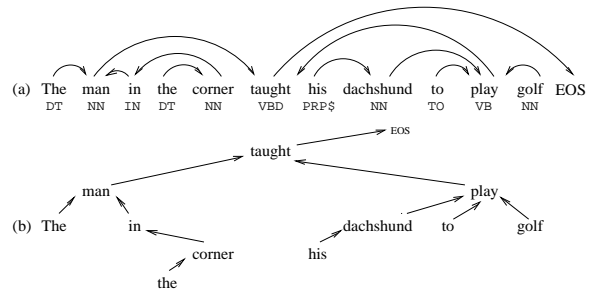 (a) The man in the corner taught his dachshund to play golf EOS
DT NN IN DT NN VBD PRP$ NN TO VB NN
EOS
taught
man play
(b) The in dachshund to golf
corner his
the